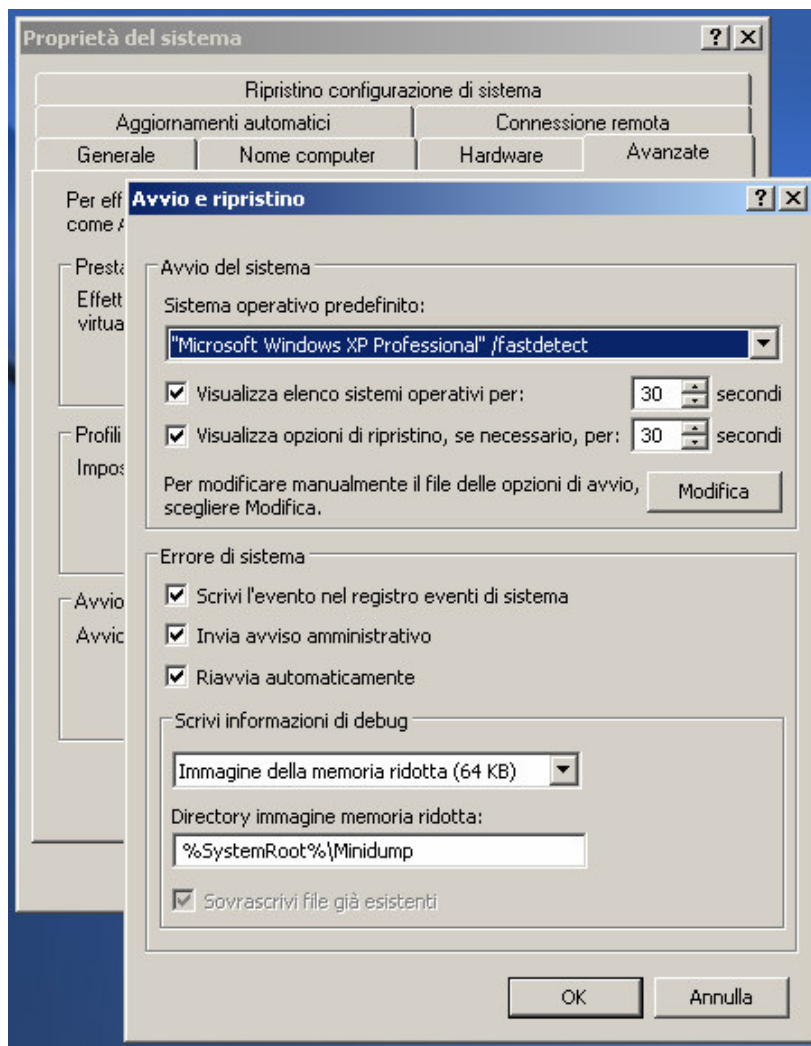 Proprietà del sistema
Ripristino configurazione di sistema
Aggiornamenti automatici
Connessione remota
Generale
Nome computer
Hardware
Avanzate
Per eff
come
Avvio e ripristino
Presta
Effett
virtua
Profili
Impos
Avvio
Avvio
Avvio del sistema
Sistema operativo predefinito:
"Microsoft Windows XP Professional" /fastdetect
Visualizza elenco sistemi operativi per: 30 secondi
Visualizza opzioni di ripristino, se necessario, per: 30 secondi
Per modificare manualmente il file delle opzioni di avvio,
scegliere Modifica.
Modifica
Errore di sistema
Scrivi l'evento nel registro eventi di sistema
Invia avviso amministrativo
Riavvia automaticamente
Scrivi informazioni di debug
Immagine della memoria ridotta (64 KB)
Directory immagine memoria ridotta:
%SystemRoot%\Minidump
Sovrascrivi file già esistenti
OK
Annulla